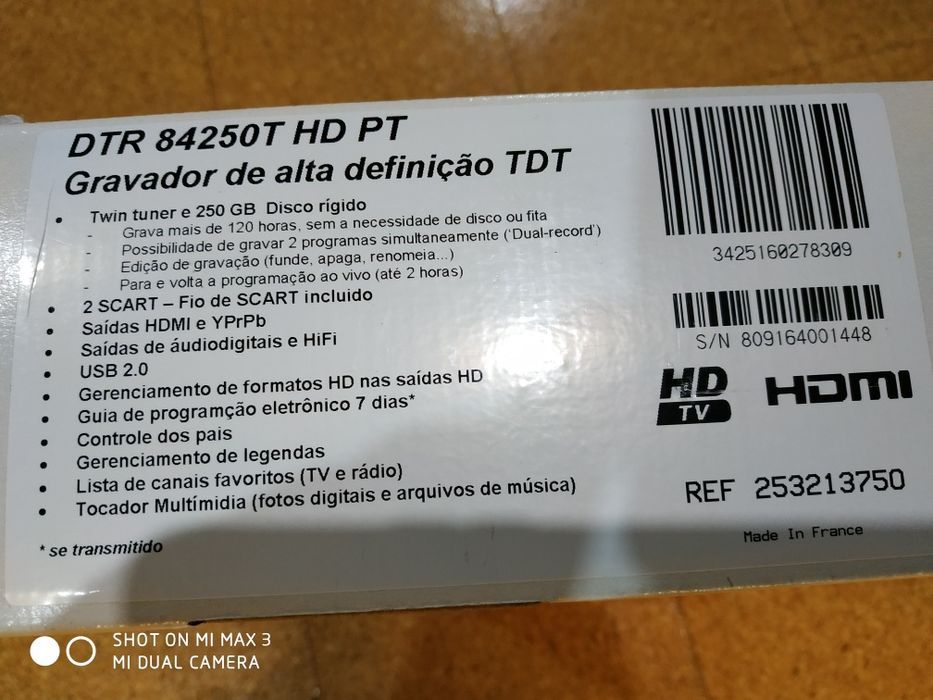 DTR 84250T HD PT
Gravador de alta definição TDT
• Twin tuner e 250 GB Disco rígido
- Grava mais de 120 horas, sem a necessidade de disco ou fita
- Possibilidade de gravar 2 programas simultaneamente ('Dual-record')
- Edição de gravação (funde, apaga, renomeia...)
- Para e volta a programação ao vivo (até 2 horas)
• 2 SCART – Fio de SCART incluido
• Saídas HDMI e YPrPb
• Saídas de áudiodigitais e HiFi
• USB 2.0
• Gerenciamento de formatos HD nas saídas HD
• Guia de programção eletrônico 7 dias*
• Controle dos pais
• Gerenciamento de legendas
• Lista de canais favoritos (TV e rádio)
• Tocador Multímidia (fotos digitais e arquivos de música)
* se transmitido
3425160278309
S/N 809164001448
HD
TV
HDMI
REF 253213750
Made In France
SHOT ON MI MAX 3
MI DUAL CAMERA